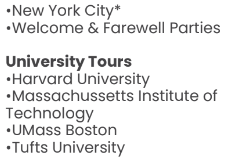 •New York City*
•Welcome & Farewell Parties
University Tours
•Harvard University
•Massachussetts Institute of
Technology
•UMass Boston
•Tufts University